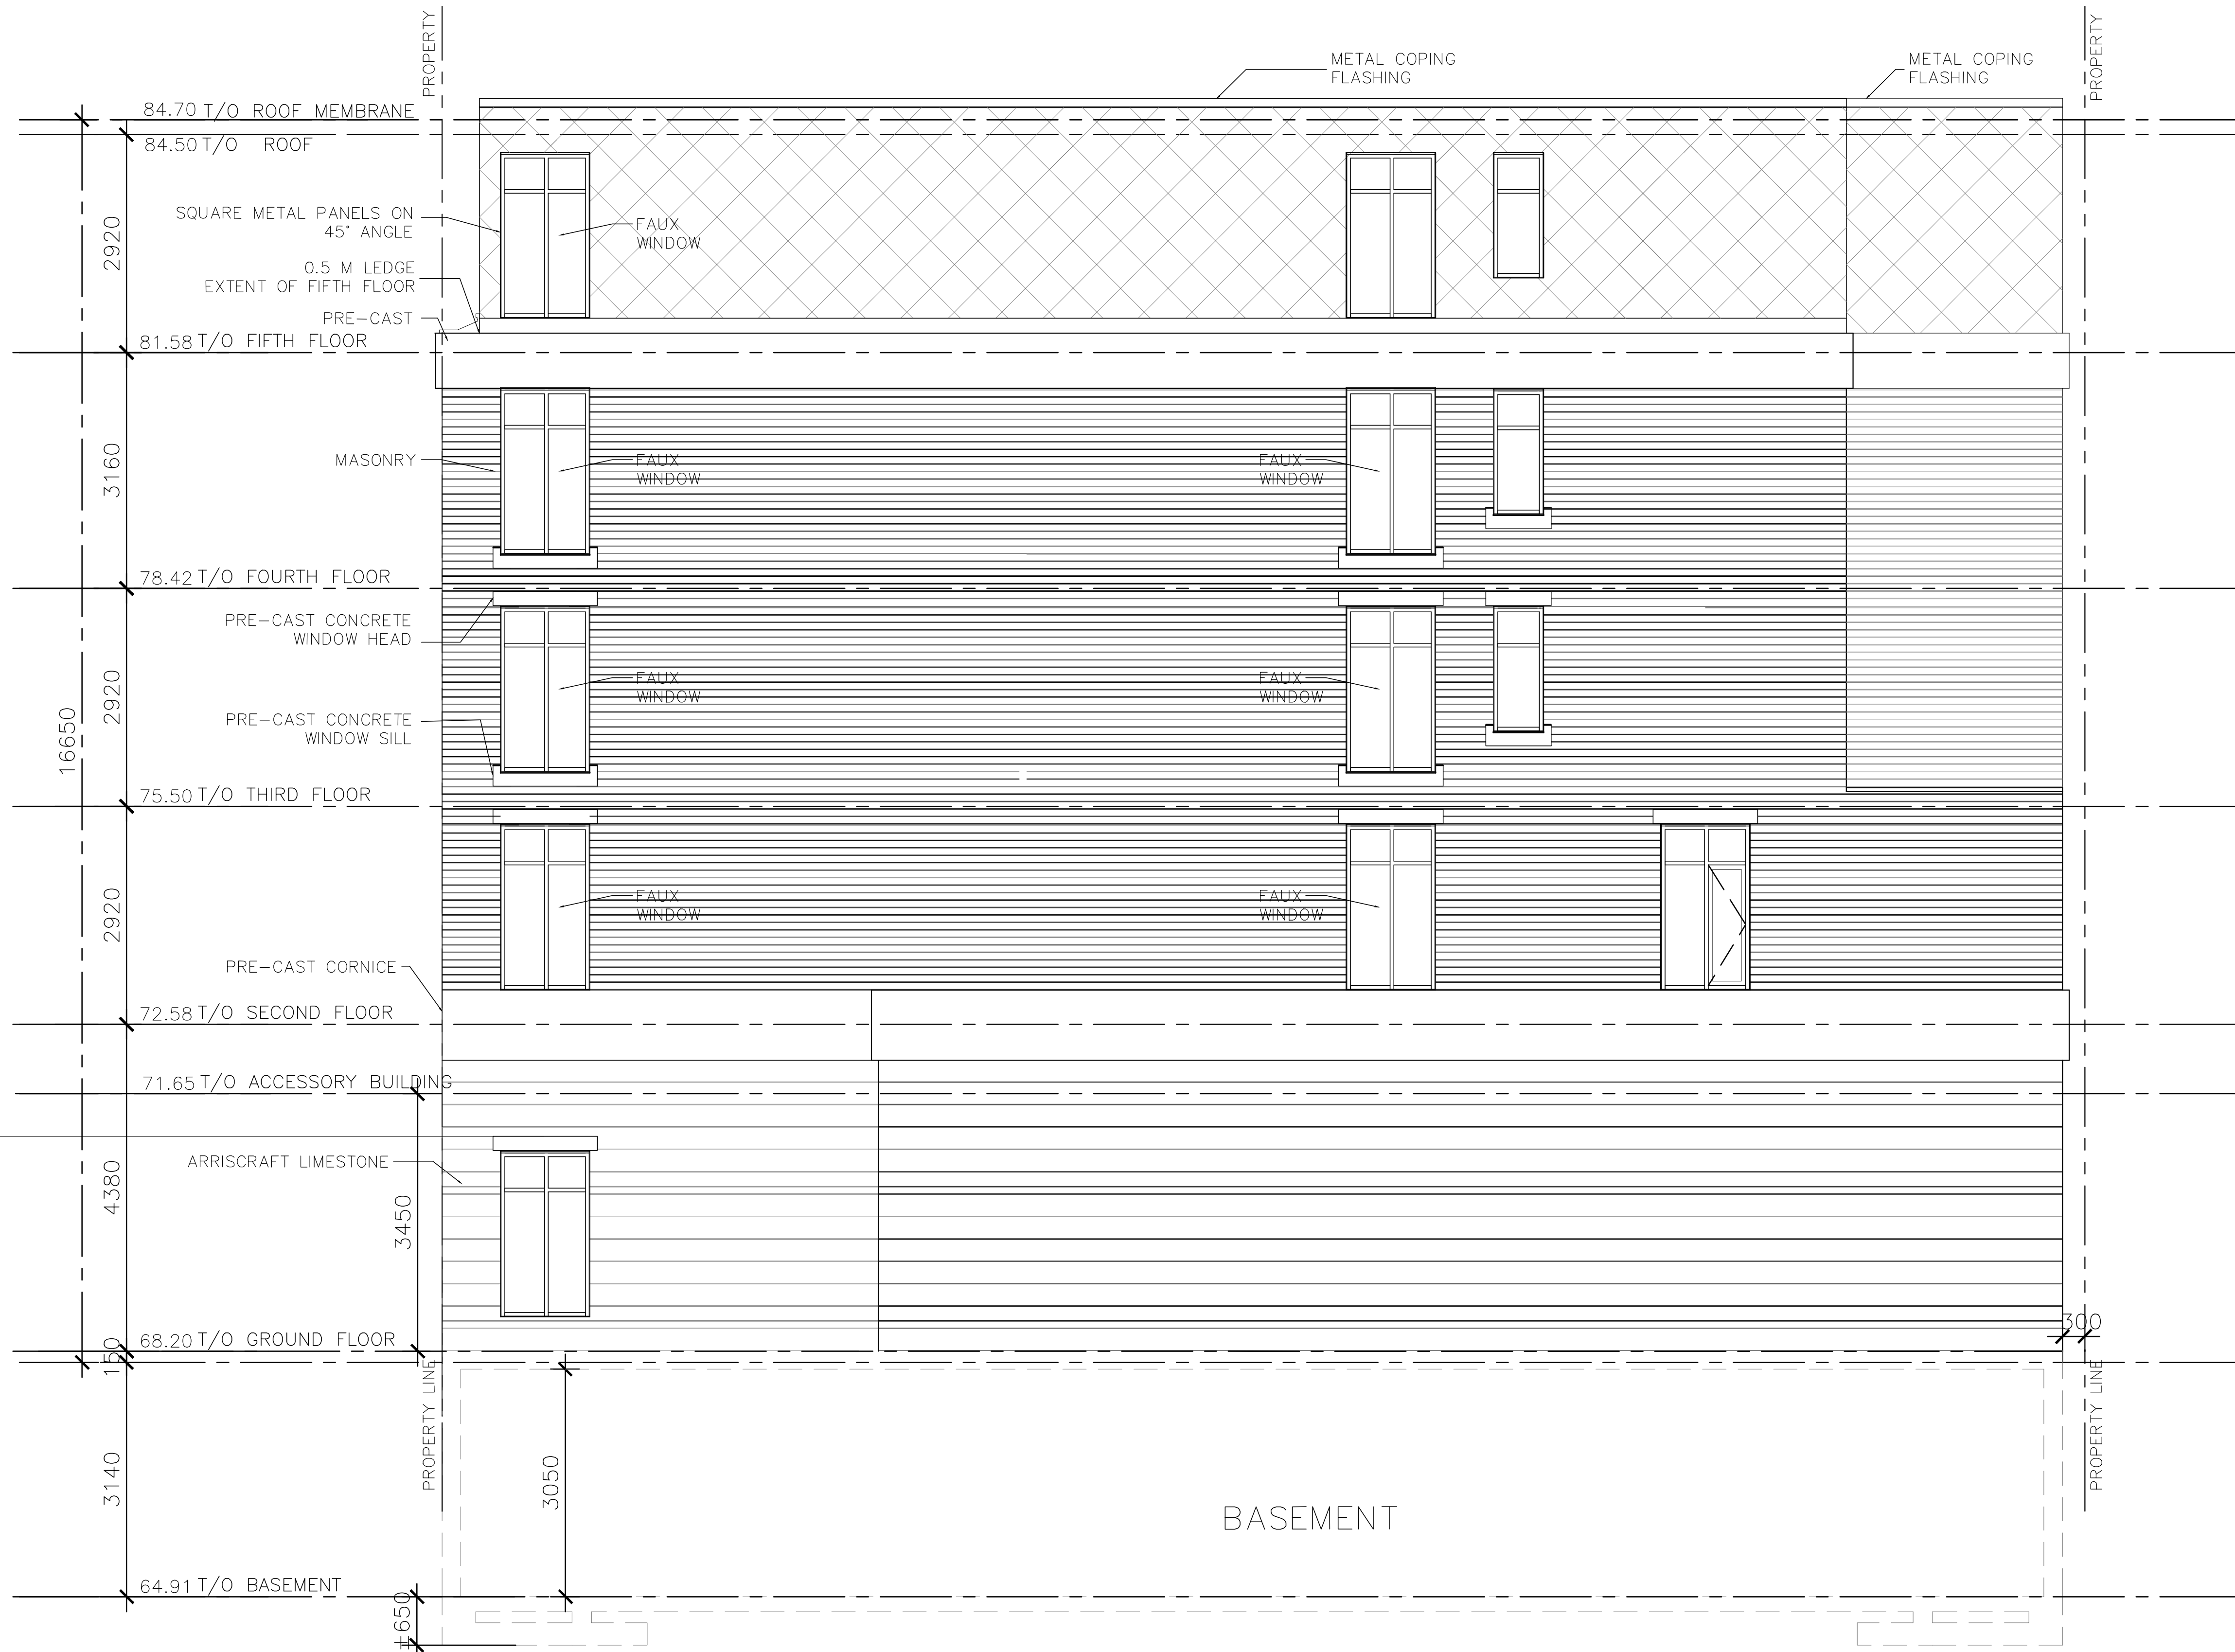 PROPERTY
PROPERTY
METAL COPING
FLASHING
METAL COPING
FLASHING
84.70 T/O ROOF MEMBRANE
84.50 T/O ROOF
2920
SQUARE METAL PANELS ON
45° ANGLE
FAUX
WINDOW
0.5 M LEDGE
EXTENT OF FIFTH FLOOR
PRE-CAST
81.58 T/O FIFTH FLOOR
3160
MASONRY
FAUX
WINDOW
FAUX
WINDOW
78.42 T/O FOURTH FLOOR
PRE-CAST CONCRETE
WINDOW HEAD
2920
FAUX
WINDOW
FAUX
WINDOW
PRE-CAST CONCRETE
WINDOW SILL
16650
75.50 T/O THIRD FLOOR
2920
FAUX
WINDOW
FAUX
WINDOW
PRE-CAST CORNICE
72.58 T/O SECOND FLOOR
71.65 T/O ACCESSORY BUILDING
4380
ARRISCRAFT LIMESTONE
3450
68.20 T/O GROUND FLOOR
300
150
PROPERTY LINE
PROPERTY LINE
3140
3050
BASEMENT
64.91 T/O BASEMENT
±650